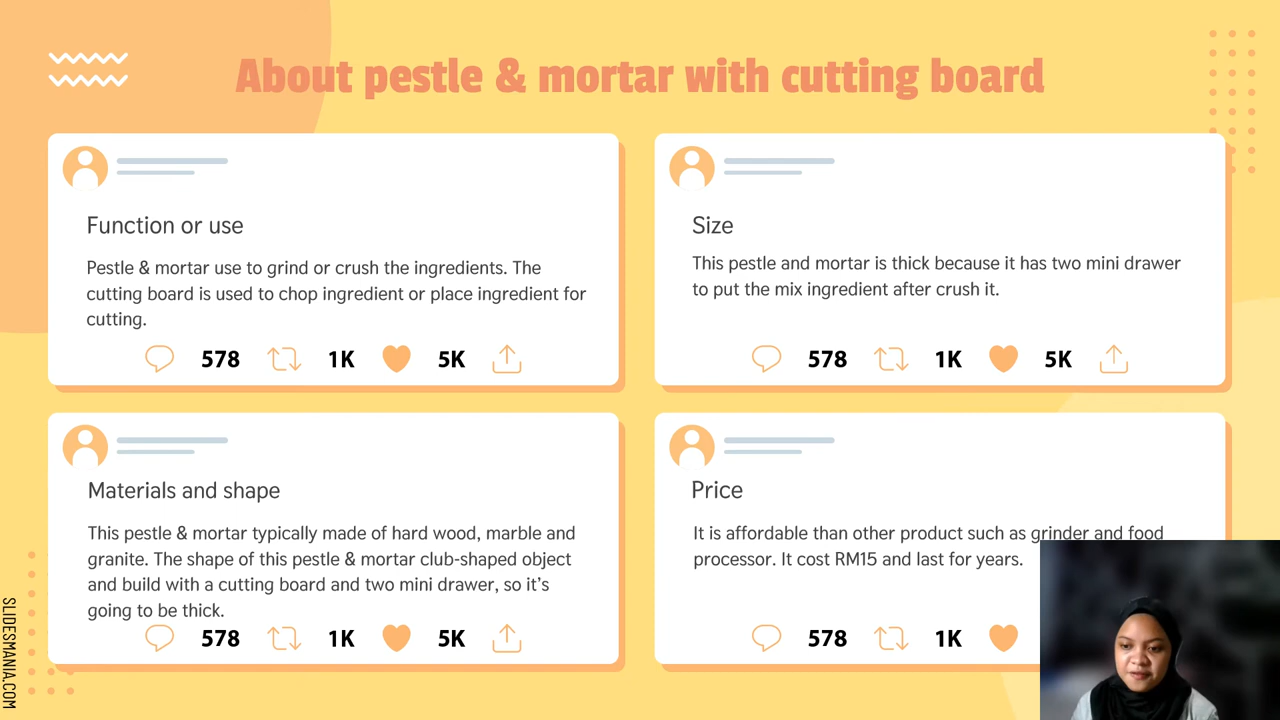 About pestle & mortar with cutting board
Function or use
Pestle & mortar use to grind or crush the ingredients. The
cutting board is used to chop ingredient or place ingredient for
cutting.
578 1K 5K
Size
This pestle and mortar is thick because it has two mini drawer
to put the mix ingredient after crush it.
578 1K 5K
Materials and shape
This pestle & mortar typically made of hard wood, marble and
granite. The shape of this pestle & mortar club-shaped object
and build with a cutting board and two mini drawer, so it's
going to be thick.
578 1K 5K
Price
It is affordable than other product such as grinder and food
processor. It cost RM15 and last for years.
578 1K
SLIDESMANIA.COM